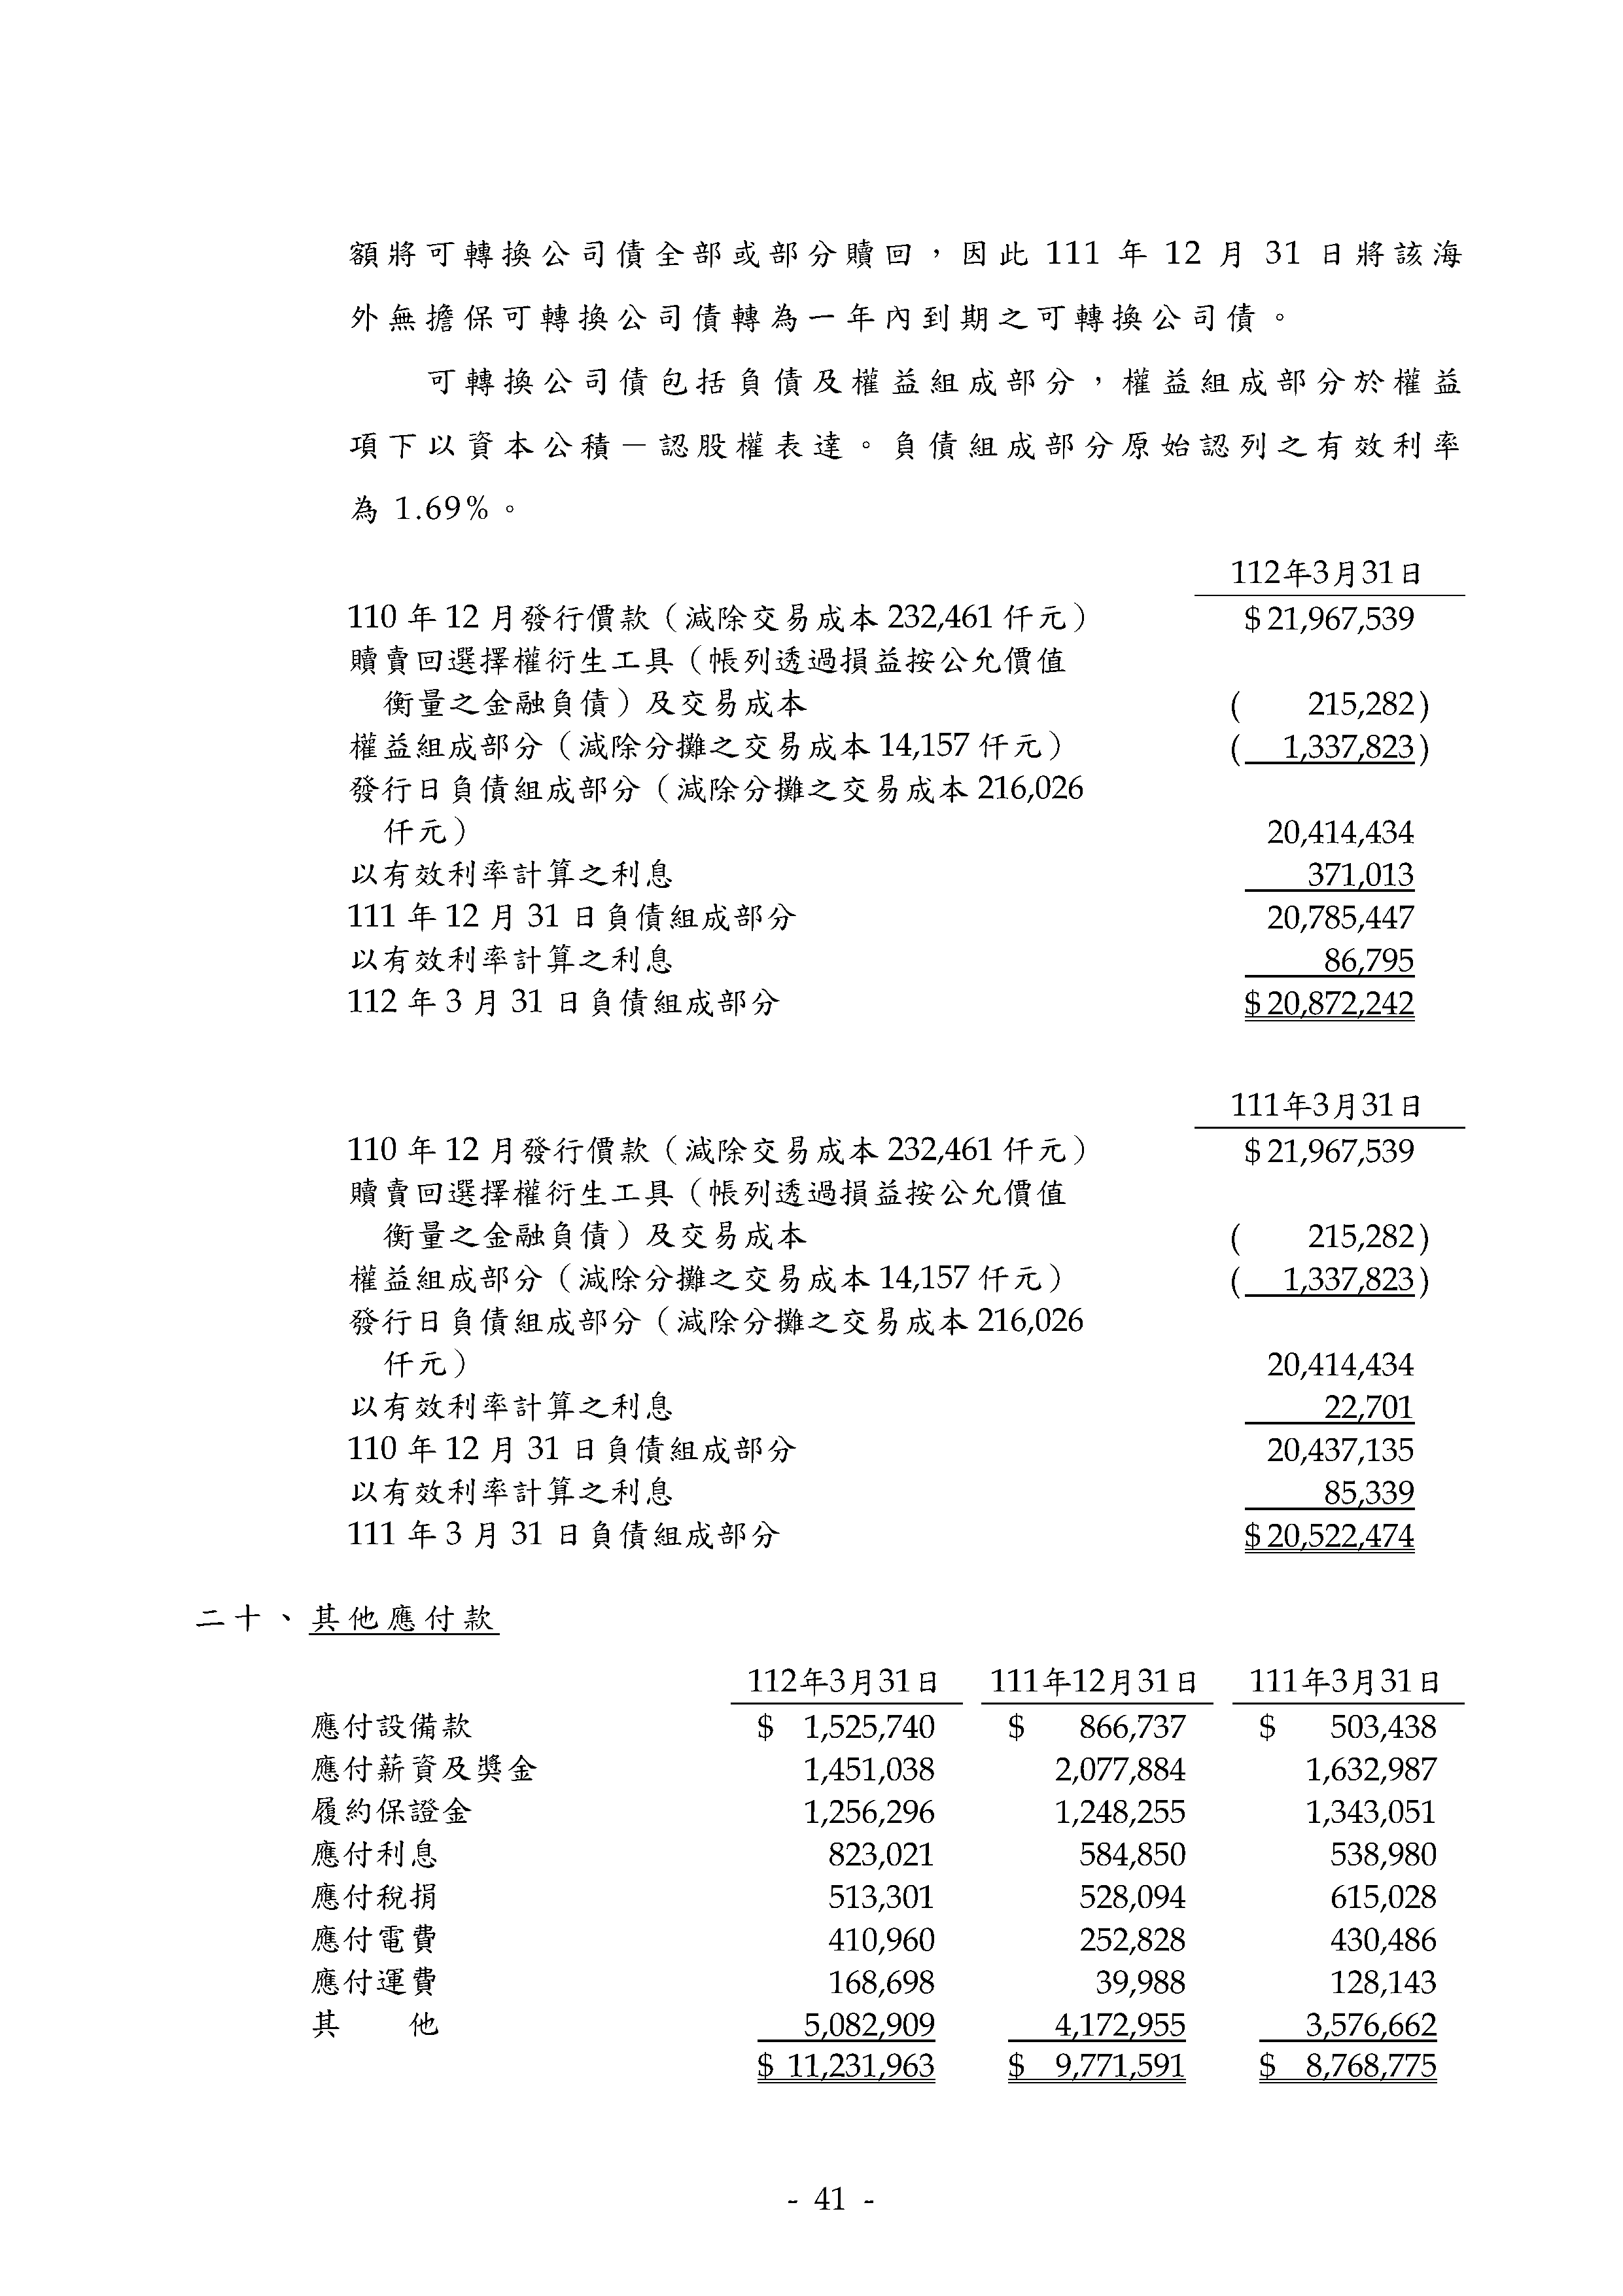 額將可轉換公司債全部或部分贖回，因此 111 年 12 月 31 日將該海
外無擔保可轉換公司債轉為一年內到期之可轉換公司債。
可轉換公司債包括負債及權益組成部分，權益組成部分於權益
項下以資本公積－認股權表達。負債組成部分原始認列之有效利率
為 1.69%。
112年3月31日
110 年 12 月發行價款（減除交易成本 232,461 仟元） $ 21,967,539
贖賣回選擇權衍生工具（帳列透過損益按公允價值
衡量之金融負債）及交易成本 ( 215,282)
權益組成部分（減除分攤之交易成本 14,157 仟元） ( 1,337,823)
發行日負債組成部分（減除分攤之交易成本 216,026
仟元） 20,414,434
以有效利率計算之利息 371,013
111 年 12 月 31 日負債組成部分 20,785,447
以有效利率計算之利息 86,795
112 年 3 月 31 日負債組成部分 $ 20,872,242
111年3月31日
110 年 12 月發行價款（減除交易成本 232,461 仟元） $ 21,967,539
贖賣回選擇權衍生工具（帳列透過損益按公允價值
衡量之金融負債）及交易成本 ( 215,282)
權益組成部分（減除分攤之交易成本 14,157 仟元） ( 1,337,823)
發行日負債組成部分（減除分攤之交易成本 216,026
仟元） 20,414,434
以有效利率計算之利息 22,701
110 年 12 月 31 日負債組成部分 20,437,135
以有效利率計算之利息 85,339
111 年 3 月 31 日負債組成部分 $ 20,522,474
二十、其他應付款
112年3月31日 111年12月31日 111年3月31日
應付設備款 $ 1,525,740 $ 866,737 $ 503,438
應付薪資及獎金 1,451,038 2,077,884 1,632,987
履約保證金 1,256,296 1,248,255 1,343,051
應付利息 823,021 584,850 538,980
應付稅捐 513,301 528,094 615,028
應付電費 410,960 252,828 430,486
應付運費 168,698 39,988 128,143
其　　他 5,082,909 4,172,955 3,576,662
$ 11,231,963 $ 9,771,591 $ 8,768,775
- 41 -